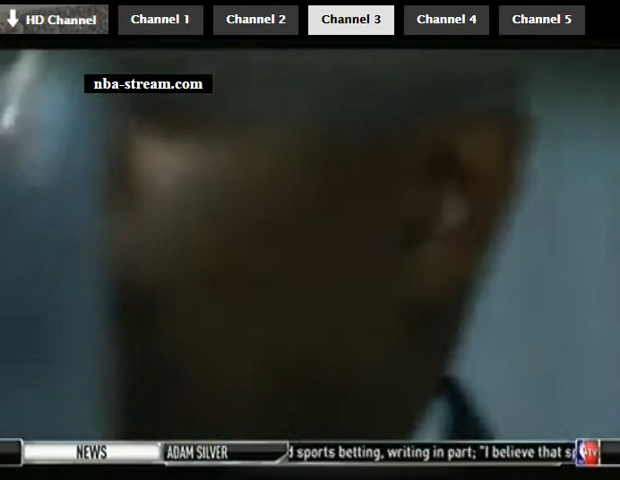 HD Channel
Channel 1
Channel 2
Channel 3
Channel 4
Channel 5
nba-stream.com
NEWS
ADAM SILVER
sports betting, writing in part; "I believe that
TV